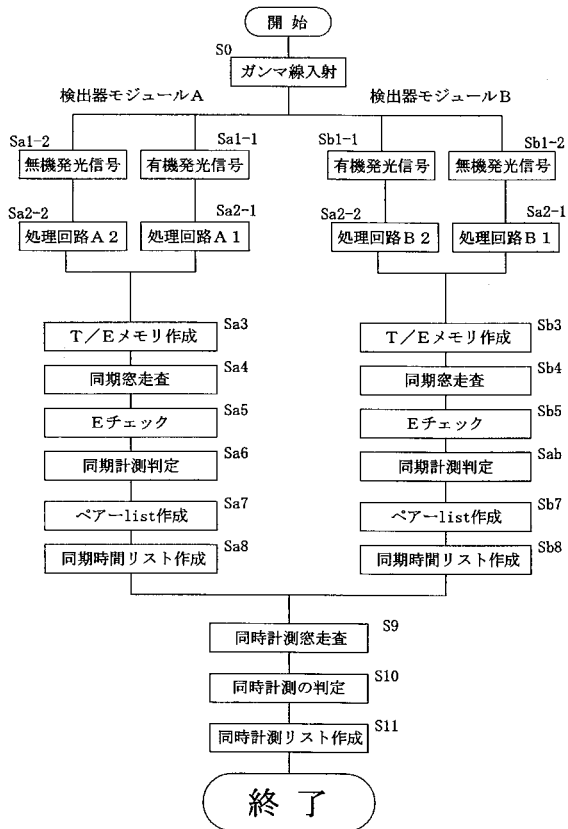 開 始
S0
ガンマ線入射
検出器モジュールA
検出器モジュールB
Sa1-2
Sa1-1
Sb1-1
Sb1-2
無機発光信号
有機発光信号
有機発光信号
無機発光信号
Sa2-2
Sa2-1
Sa2-2
Sa2-1
処理回路A2
処理回路A1
処理回路B2
処理回路B1
T/Eメモリ作成
Sa3
T/Eメモリ作成
Sb3
同期窓走査
Sa4
同期窓走査
Sb4
Eチェック
Sa5
Eチェック
Sb5
同期計測判定
Sa6
同期計測判定
Sab
ペアーlist作成
Sa7
ペアーlist作成
Sb7
同期時間リスト作成
Sa8
同期時間リスト作成
Sb8
同時計測窓走査
S9
同時計測の判定
S10
同時計測リスト作成
S11
終 了